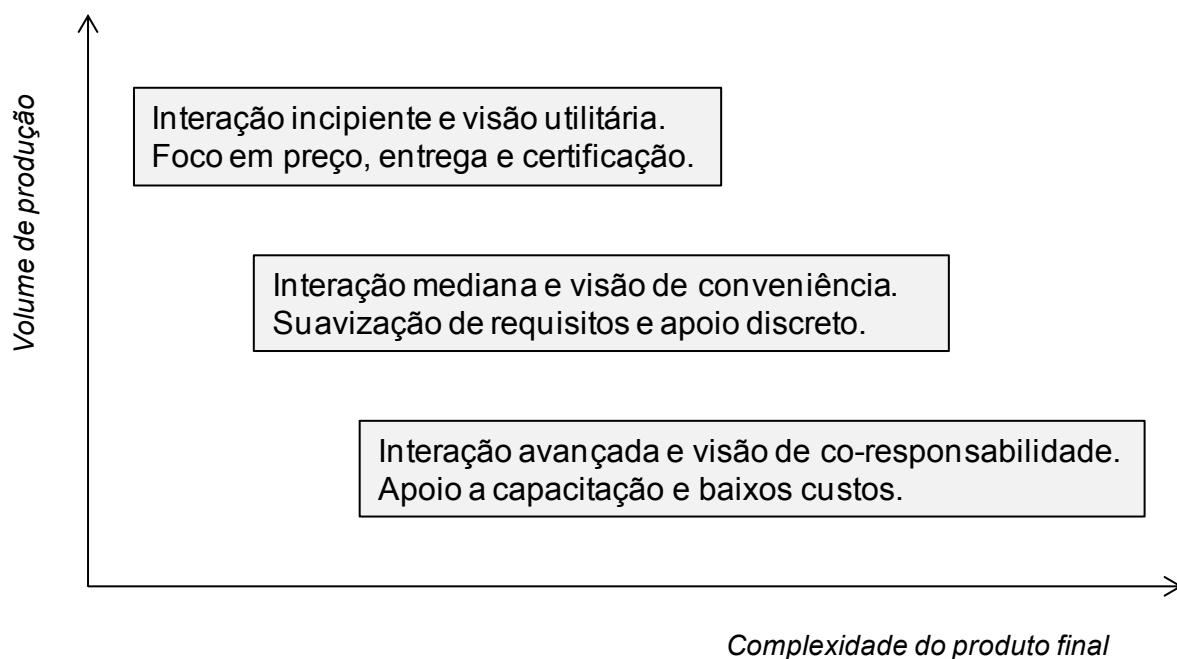 Volume de produção
Interação incipiente e visão utilitária.
Foco em preço, entrega e certificação.
Interação mediana e visão de conveniência.
Suavização de requisitos e apoio discreto.
Interação avançada e visão de co-responsabilidade.
Apoio a capacitação e baixos custos.
Complexidade do produto final